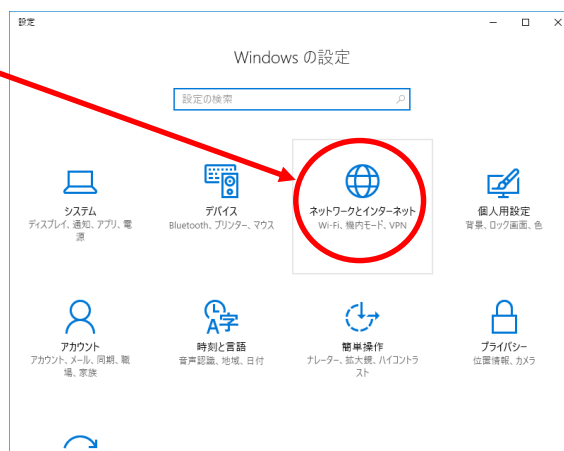 設定
Windows の設定
設定の検索
システム
ディスプレイ、通知、アプリ、電
源
デバイス
Bluetooth、プリンター、マウス
ネットワークとインターネット
Wi-Fi、機内モード、VPN
個人用設定
背景、ロック画面、色
アカウント
アカウント、メール、同期、職
場、家族
時刻と言語
音声認識、地域、日付
簡単操作
ナレーター、拡大鏡、ハイコントラ
スト
プライバシー
位置情報、カメラ